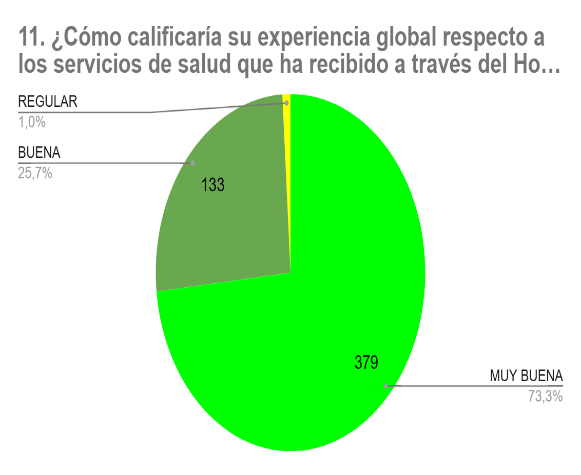 11. ¿Cómo calificaría su experiencia global respecto a
los servicios de salud que ha recibido a través del Ho…
REGULAR
1,0%
BUENA
25,7%
133
379
MUY BUENA
73,3%